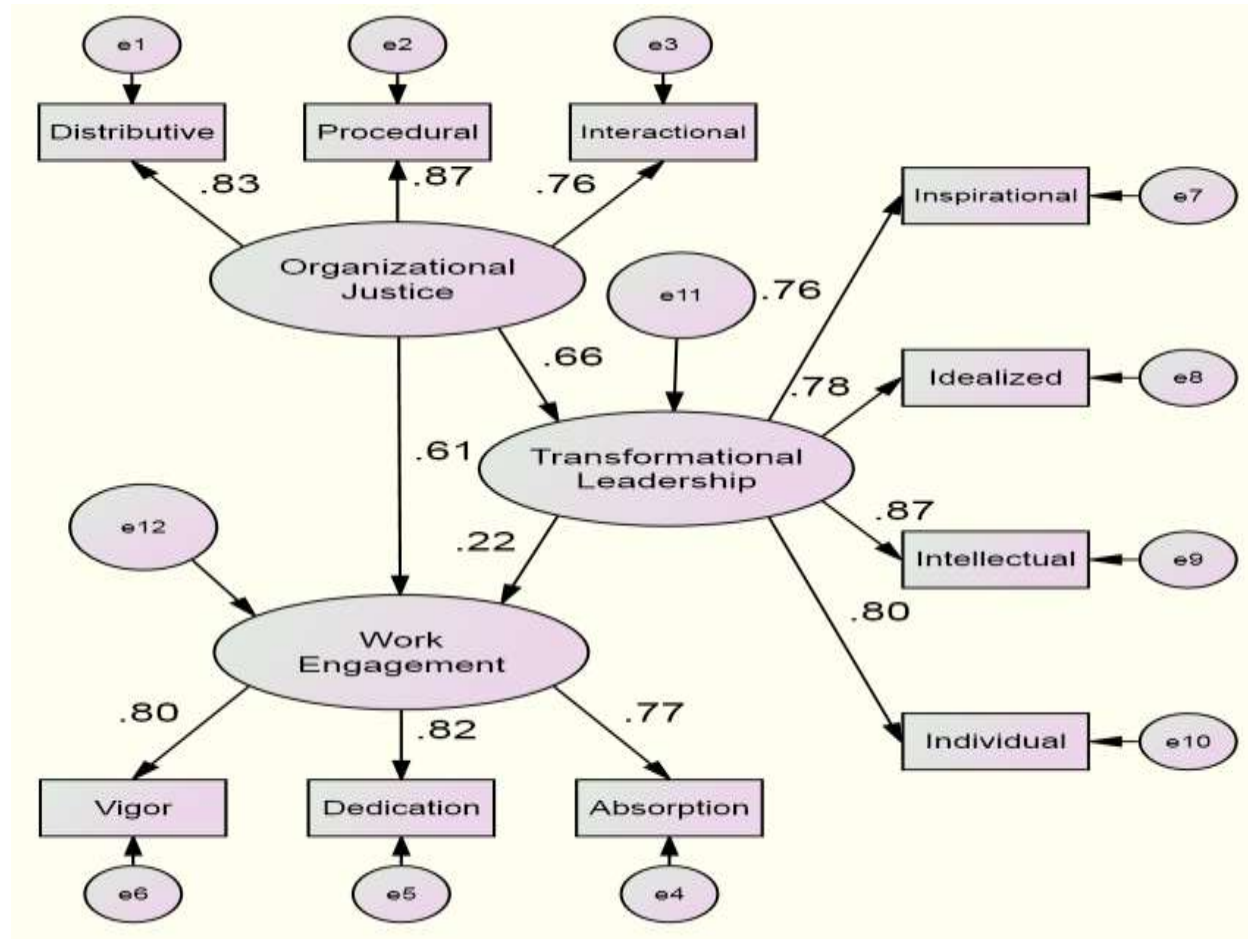 e1
e2
e3
Distributive
Procedural
Interactional
.83
.87
.76
Inspirational
e7
Organizational
Justice
e11
.76
.66
.78
Idealized
e8
.61
Transformational
Leadership
e12
.22
.87
Intellectual
e9
.80
Work
Engagement
.80
.82
.77
Individual
e10
Vigor
Dedication
Absorption
e6
e5
e4